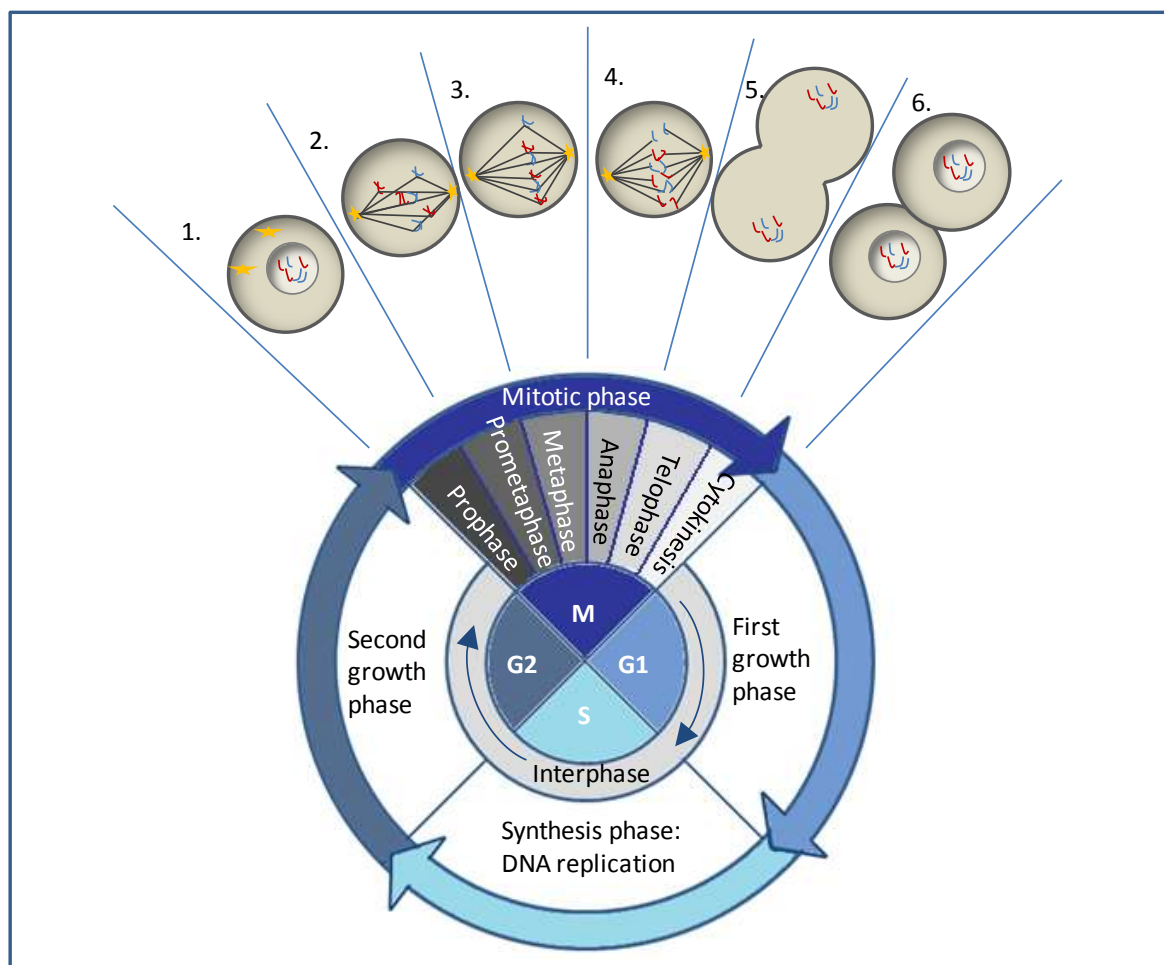 1.
2.
3.
4.
5.
6.
Mitotic phase
Prophase
Prometaphase
Metaphase
Anaphase
Telophase
Cytokinesis
M
G2
G1
S
Second
growth
phase
First
growth
phase
Interphase
Synthesis phase:
DNA replication